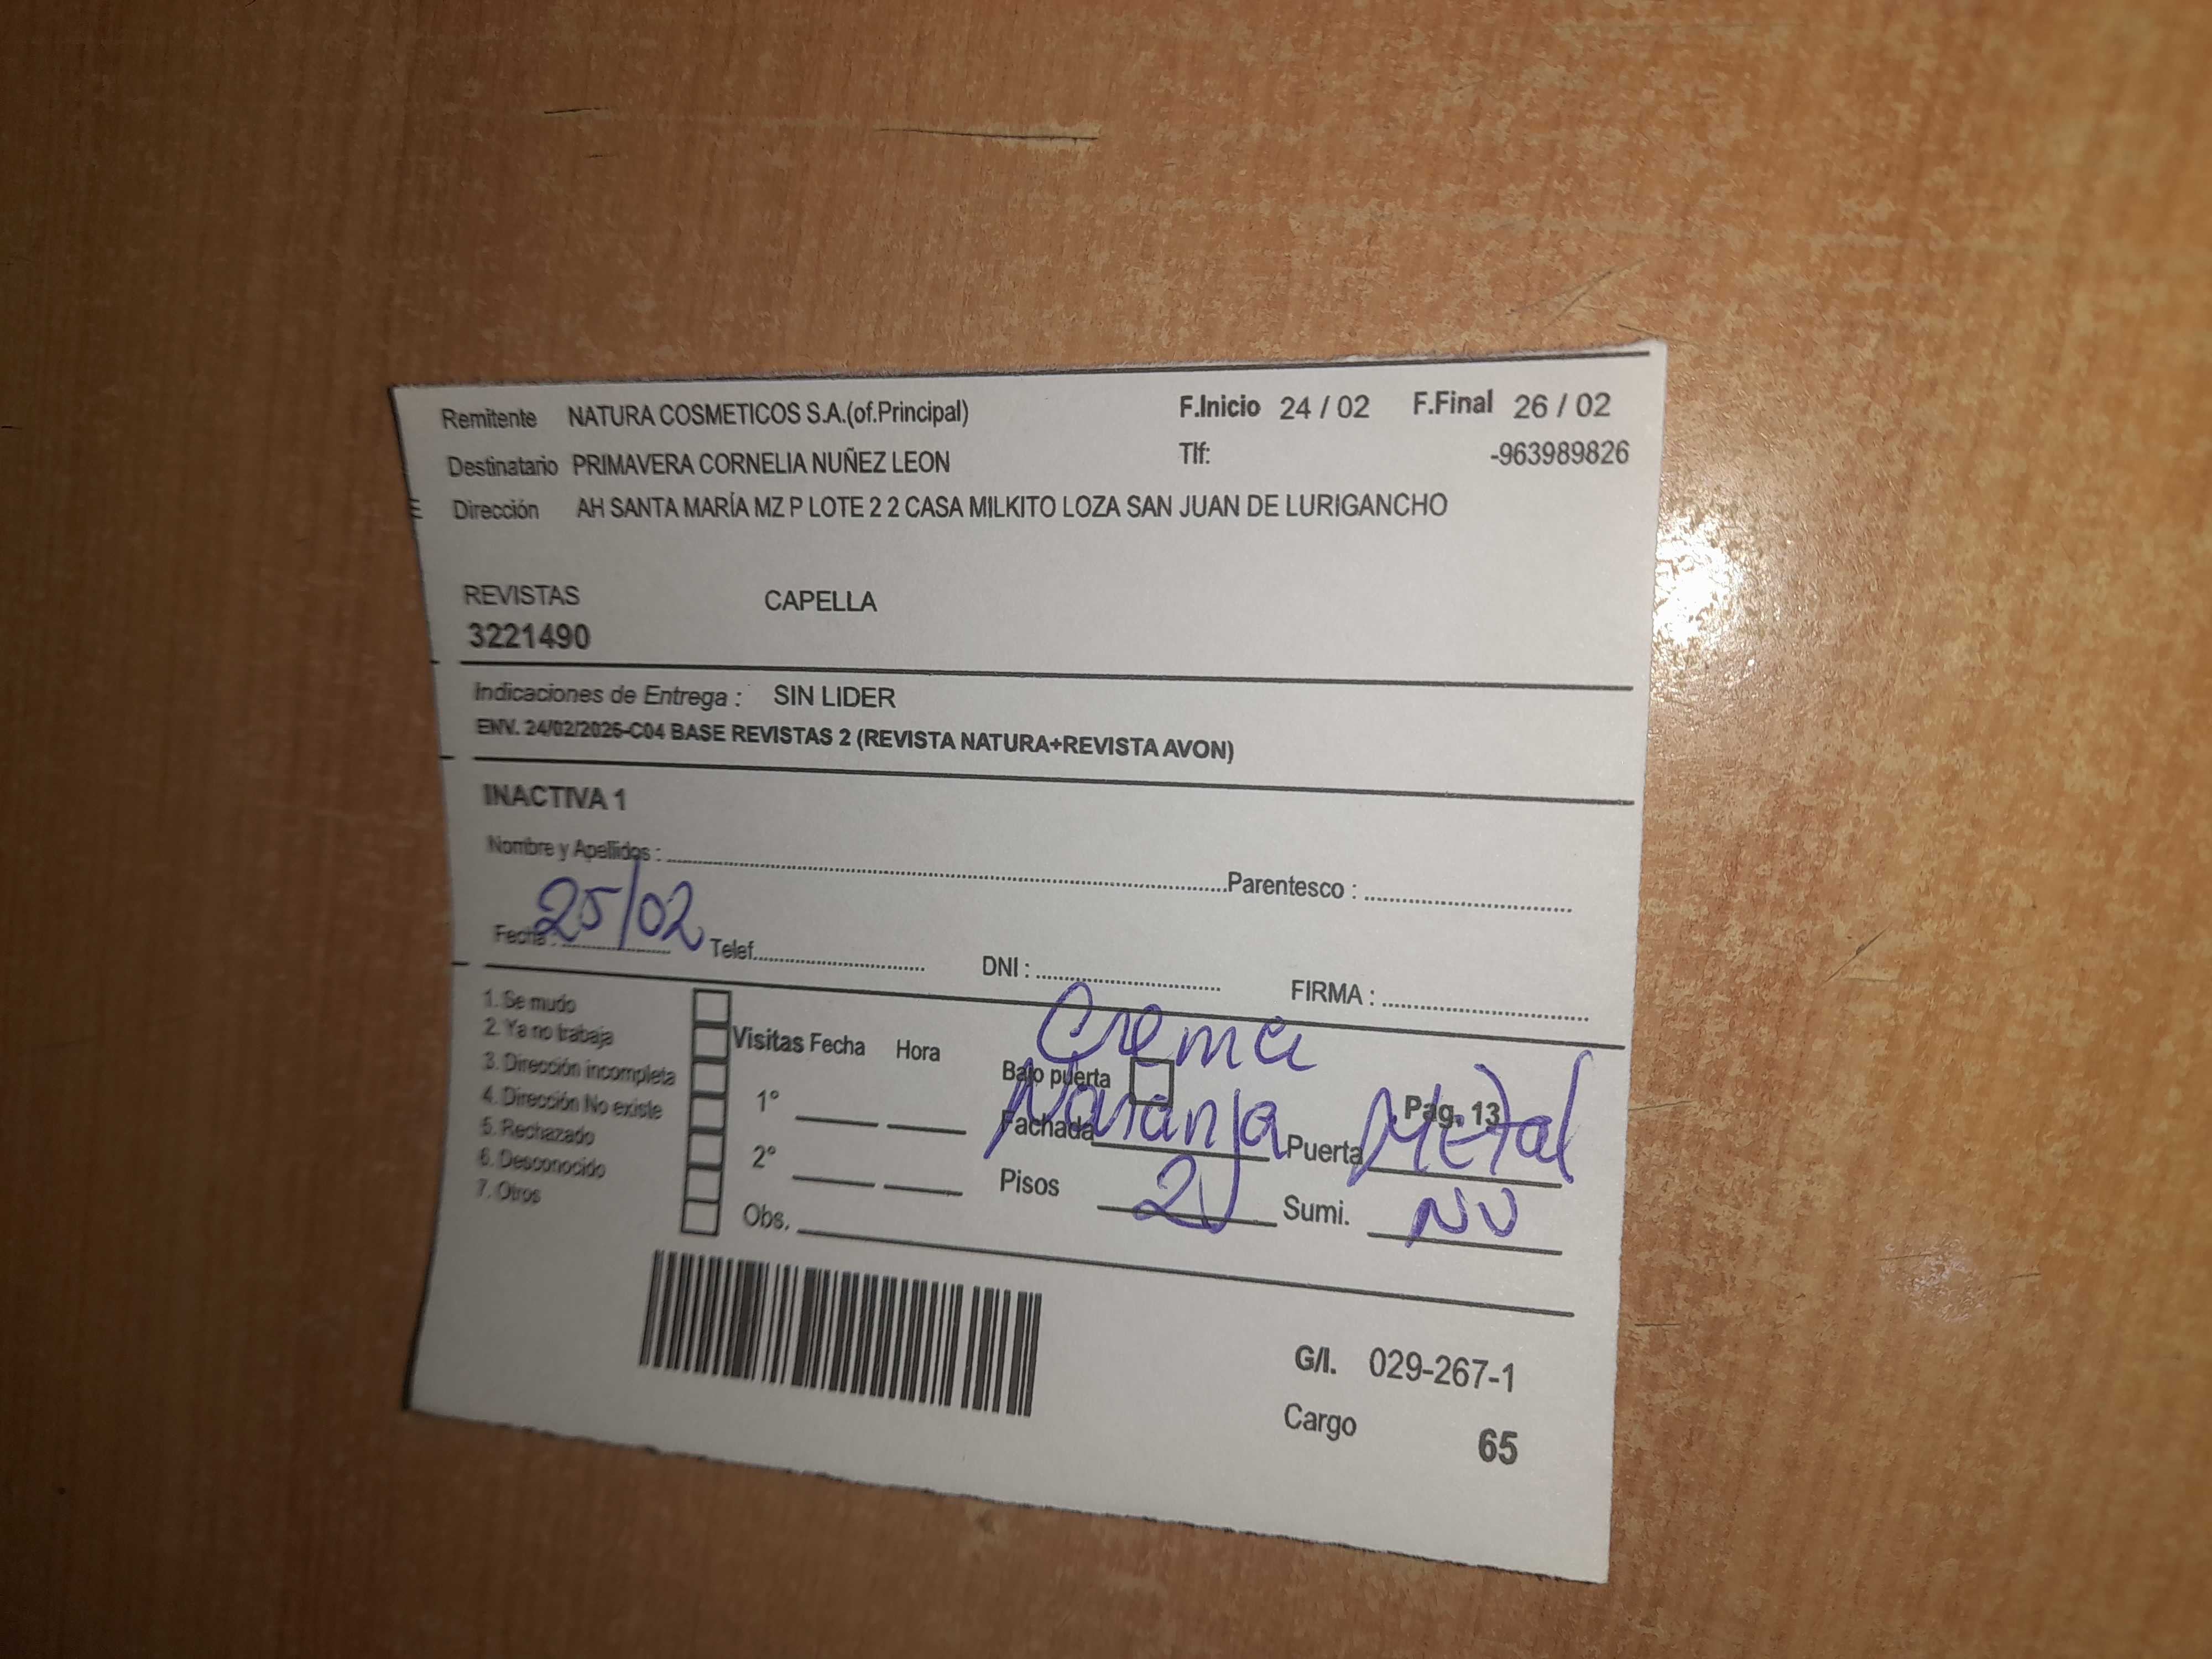 Remitente NATURA COSMETICOS S.A.(of.Principal) F.Inicio 24 / 02 F.Final 26 / 02
Destinatario PRIMAVERA CORNELIA NUÑEZ LEON Tlf: -963989826
Dirección AH SANTA MARÍA MZ P LOTE 2 2 CASA MILKITO LOZA SAN JUAN DE LURIGANCHO
REVISTAS CAPELLA
3221490
Indicaciones de Entrega : SIN LIDER
ENV. 24/02/2025-C04 BASE REVISTAS 2 (REVISTA NATURA+REVISTA AVON)
INACTIVA 1
Nombre y Apellidos : Parentesco :
Fecha : 25/02 Telef. DNI : FIRMA :
1. Se mudo
2. Ya no trabaja
3. Dirección incompleta
4. Dirección No existe
5. Rechazado
6. Desconocido
7. Otros
Visitas Fecha Hora
1°
2°
Obs.
Crema
Bajo puerta Pag. 13
Fachada Naranja Puerta Metal
Pisos 2 Sumi. NO
G/I. 029-267-1
Cargo 65